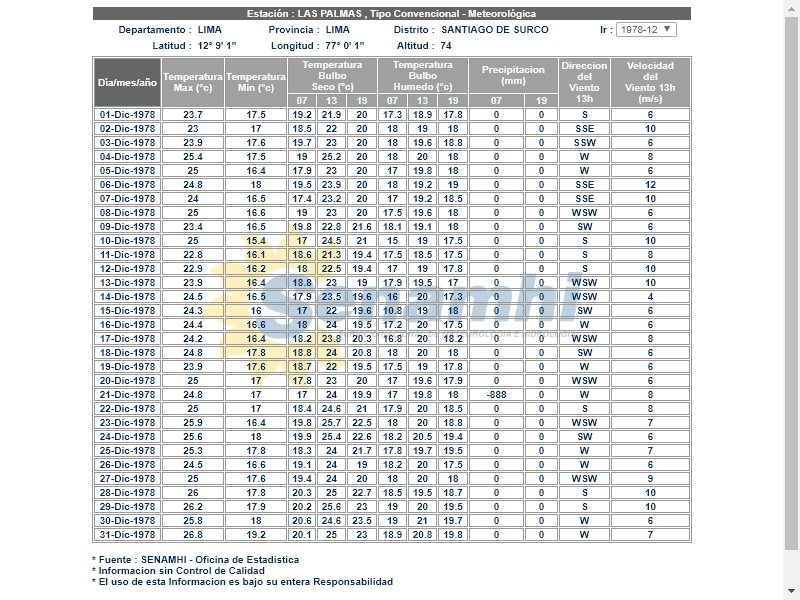 Estación : LAS PALMAS , Tipo Convencional - Meteorológica
Departamento : LIMA Provincia : LIMA Distrito : SANTIAGO DE SURCO Ir : 1978-12
Latitud : 12° 9' 1'' Longitud : 77° 0' 1'' Altitud : 74
Dia/mes/año Temperatura Max (°c) Temperatura Min (°c) Temperatura Bulbo Seco (°c) Temperatura Bulbo Humedo (°c) Precipitacion (mm) Direccion del Viento 13h Velocidad del Viento 13h (m/s)
07 13 19 07 13 19 07 19
01-Dic-1978 23.7 17.5 19.2 21.9 20 17.3 18.9 17.8 0 0 S 6
02-Dic-1978 23 17 18.5 22 20 18 19 18 0 0 SSE 10
03-Dic-1978 23.9 17.6 19.7 23 20 18 19.6 18.8 0 0 SSW 6
04-Dic-1978 25.4 17.5 19 25.2 20 18 20 18 0 0 W 8
05-Dic-1978 25 16.4 17.9 23 20 17 19.8 18 0 0 W 6
06-Dic-1978 24.8 18 19.5 23.9 20 18 19.2 19 0 0 SSE 12
07-Dic-1978 24 16.5 17.4 23.2 20 17 19.2 18.5 0 0 SSE 10
08-Dic-1978 25 16.6 19 23 20 17.5 19.6 18 0 0 WSW 6
09-Dic-1978 23.4 16.5 19.8 22.8 21.6 18.1 19.1 18 0 0 SW 6
10-Dic-1978 25 15.4 17 24.5 21 15 19 17.5 0 0 S 10
11-Dic-1978 22.8 16.1 18.6 21.3 19.4 17.5 18.5 17.5 0 0 S 8
12-Dic-1978 22.9 16.2 18 22.5 19.4 17 19 17.8 0 0 S 10
13-Dic-1978 23.9 16.4 18.8 23 19 17.9 19.5 17 0 0 WSW 10
14-Dic-1978 24.5 16.5 17.9 23.5 19.6 16 20 17.3 0 0 WSW 4
15-Dic-1978 24.3 16 17 22 19.6 10.8 19 18 0 0 SW 6
16-Dic-1978 24.4 16.6 18 24 19.5 17.2 20 17.5 0 0 W 6
17-Dic-1978 24.2 16.4 18.2 23.8 20.3 16.8 20 18.2 0 0 WSW 8
18-Dic-1978 24.8 17.8 18.8 24 20.8 18 20 18 0 0 SW 6
19-Dic-1978 23.9 17.6 18.7 22 19.5 17.5 19 17.8 0 0 W 6
20-Dic-1978 25 17 17.8 23 20 17 19.6 17.9 0 0 WSW 6
21-Dic-1978 24.8 17 17 24 19.9 17 19.8 18 -888 0 W 8
22-Dic-1978 25 17 18.4 24.6 21 17.9 20 18.5 0 0 S 8
23-Dic-1978 25.9 16.4 19.8 25.7 22.5 18 20 18.8 0 0 WSW 7
24-Dic-1978 25.6 18 19.9 25.4 22.6 18.2 20.5 19.4 0 0 SW 6
25-Dic-1978 25.3 17.8 18.3 24 21.7 17.8 19.7 19.5 0 0 W 7
26-Dic-1978 24.5 16.6 19.1 24 19 18.2 20 17.5 0 0 W 6
27-Dic-1978 25 17.6 19.4 24 20 18 20 18 0 0 WSW 9
28-Dic-1978 26 17.8 20.3 25 22.7 18.5 19.5 18.7 0 0 S 10
29-Dic-1978 26.2 17.9 20.2 25.6 23 19 20 19.5 0 0 S 10
30-Dic-1978 25.8 18 20.6 24.6 23.5 19 21 19.7 0 0 W 6
31-Dic-1978 26.8 19.2 20.1 25 23 18.9 20.8 19.8 0 0 W 7
Senamhi
* Fuente : SENAMHI - Oficina de Estadistica
* Informacion sin Control de Calidad
* El uso de esta Informacion es bajo su entera Responsabilidad